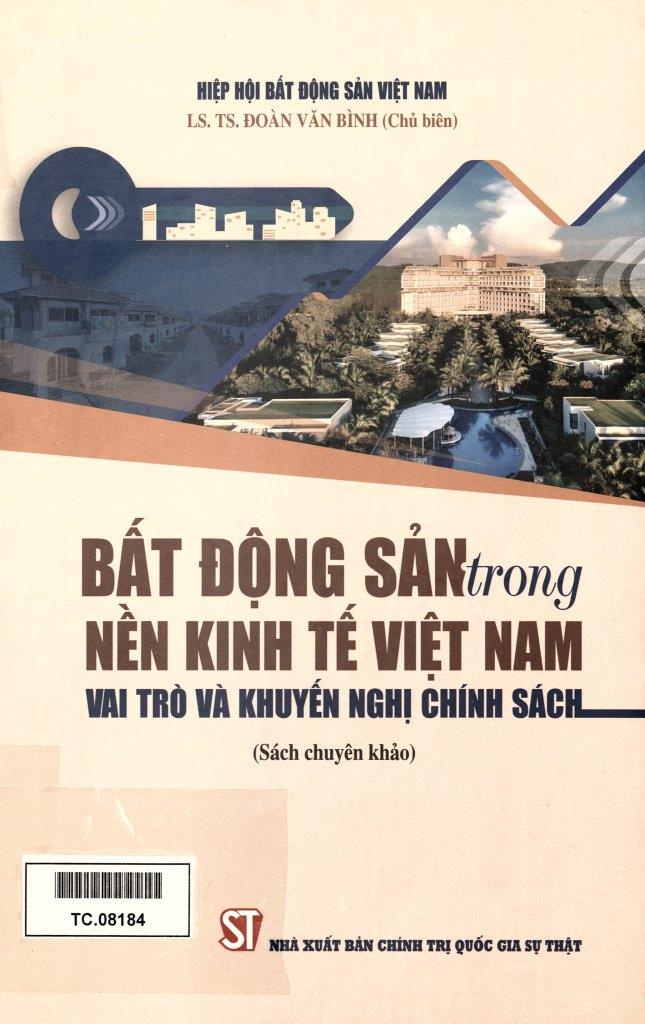 HIỆP HỘI BẤT ĐỘNG SẢN VIỆT NAM
LS. TS. ĐOÀN VĂN BÌNH (Chủ biên)
BẤT ĐỘNG SẢN trong
NỀN KINH TẾ VIỆT NAM
VAI TRÒ VÀ KHUYẾN NGHỊ CHÍNH SÁCH
(Sách chuyên khảo)
TC.08184
ST NHÀ XUẤT BẢN CHÍNH TRỊ QUỐC GIA SỰ THẬT